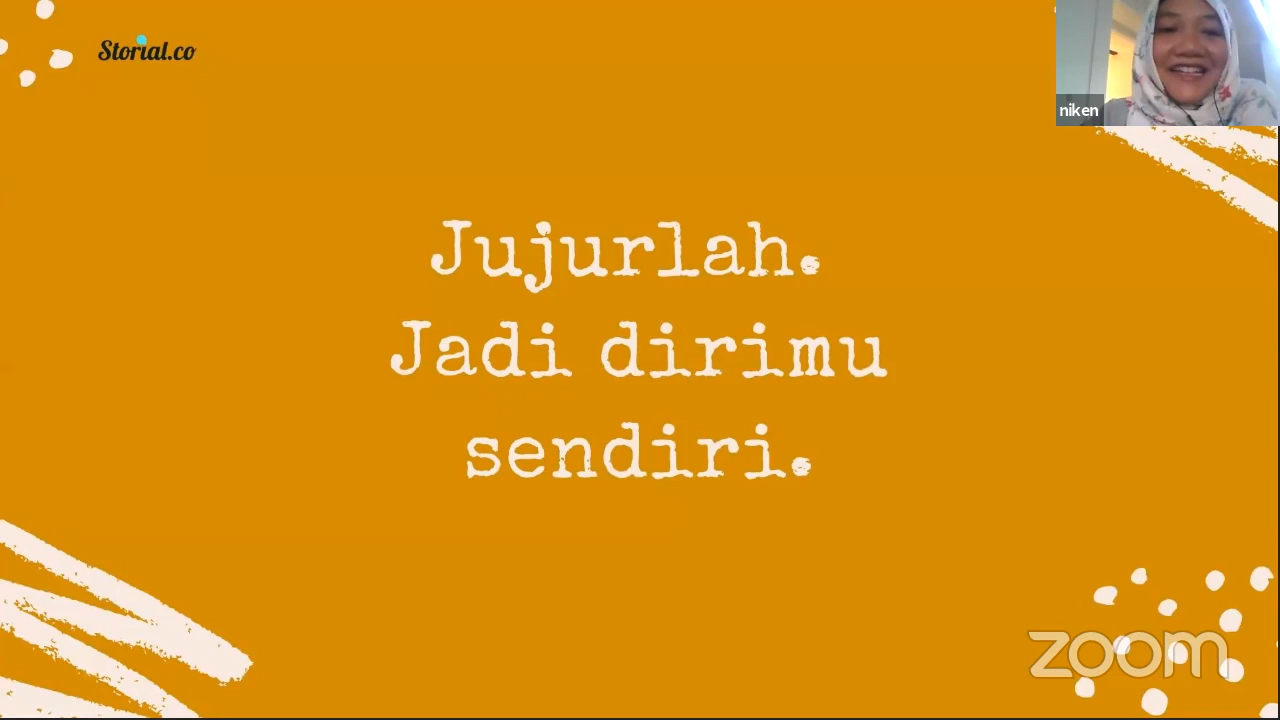 Storial.co
niken
Jujurlah.
Jadi dirimu
sendiri.
zoom